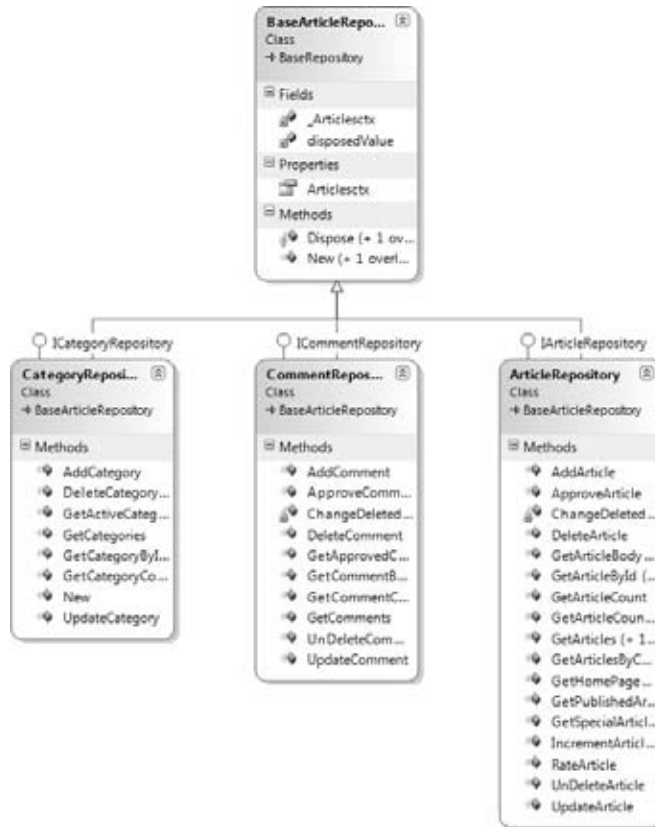 BaseArticleRepo...
Class
BaseRepository
Fields
_Articlesctx
disposedValue
Properties
Articlesctx
Methods
Dispose (+ 1 ov...
New (+ 1 overl...
ICategoryRepository
CategoryReposi...
Class
BaseArticleRepository
Methods
AddCategory
DeleteCategory...
GetActiveCateg...
GetCategories
GetCategoryByI...
GetCategoryCo...
New
UpdateCategory
ICommentRepository
CommentRepos...
Class
BaseArticleRepository
Methods
AddComment
ApproveComm...
ChangeDeleted...
DeleteComment
GetApprovedC...
GetCommentB...
GetCommentC...
GetComments
UnDeleteCom...
UpdateComment
IArticleRepository
ArticleRepository
Class
BaseArticleRepository
Methods
AddArticle
ApproveArticle
ChangeDeleted...
DeleteArticle
GetArticleBody...
GetArticleById (...
GetArticleCount
GetArticleCoun...
GetArticles (+ 1...
GetArticlesByC...
GetHomePage...
GetPublishedAr...
GetSpecialArticl...
IncrementArticl...
RateArticle
UnDeleteArticle
UpdateArticle